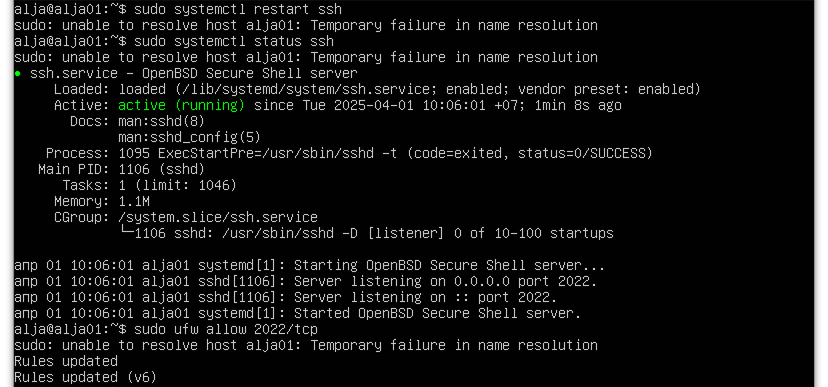 alja@alja01:~$ sudo systemctl restart ssh
sudo: unable to resolve host alja01: Temporary failure in name resolution
alja@alja01:~$ sudo systemctl status ssh
sudo: unable to resolve host alja01: Temporary failure in name resolution
● ssh.service - OpenBSD Secure Shell server
Loaded: loaded (/lib/systemd/system/ssh.service; enabled; vendor preset: enabled)
Active: active (running) since Tue 2025-04-01 10:06:01 +07; 1min 8s ago
Docs: man:sshd(8)
man:sshd_config(5)
Process: 1095 ExecStartPre=/usr/sbin/sshd -t (code=exited, status=0/SUCCESS)
Main PID: 1106 (sshd)
Tasks: 1 (limit: 1046)
Memory: 1.1M
CGroup: /system.slice/ssh.service
└─1106 sshd: /usr/sbin/sshd -D [listener] 0 of 10-100 startups
апр 01 10:06:01 alja01 systemd[1]: Starting OpenBSD Secure Shell server...
апр 01 10:06:01 alja01 sshd[1106]: Server listening on 0.0.0.0 port 2022.
апр 01 10:06:01 alja01 sshd[1106]: Server listening on :: port 2022.
апр 01 10:06:01 alja01 systemd[1]: Started OpenBSD Secure Shell server.
alja@alja01:~$ sudo ufw allow 2022/tcp
sudo: unable to resolve host alja01: Temporary failure in name resolution
Rules updated
Rules updated (v6)